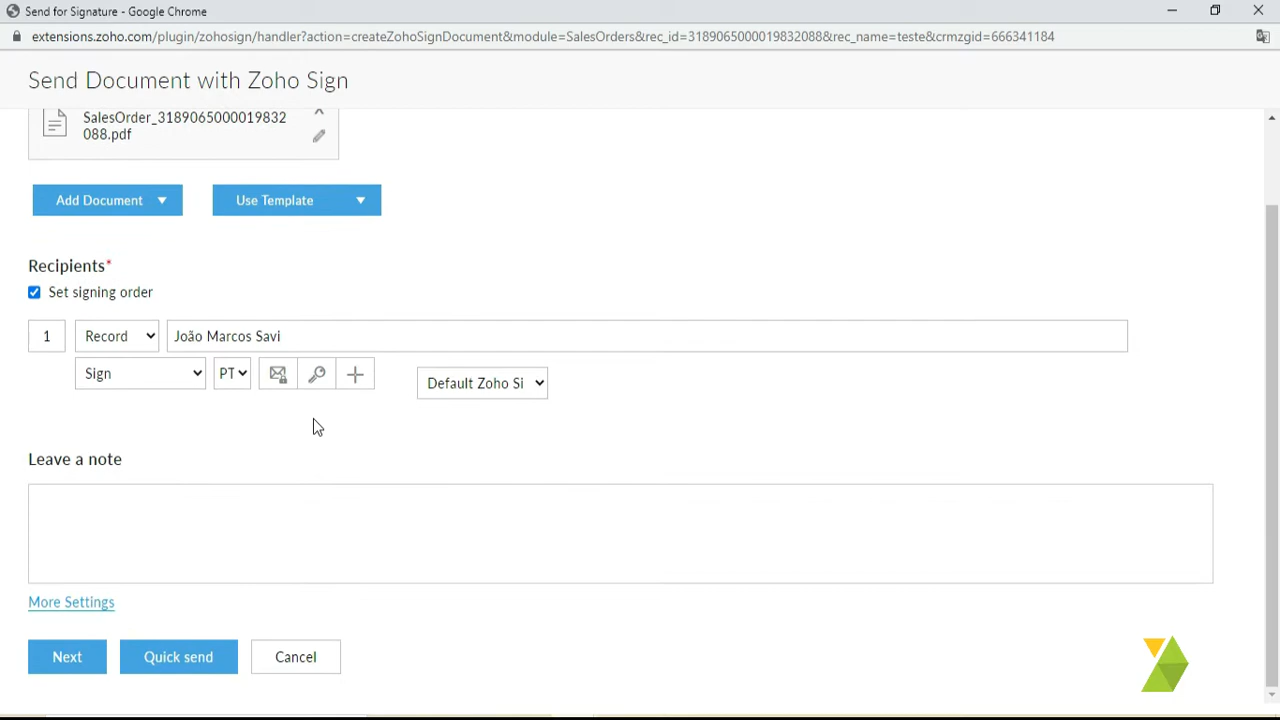 Send for Signature - Google Chrome
extensions.zoho.com/plugin/zohosign/handler?action=createZohoSignDocument&module=SalesOrders&rec_id=3189065000019832088&rec_name=teste&crmzgid=666341184
Send Document with Zoho Sign
SalesOrder_3189065000019832
088.pdf
Add Document
Use Template
Recipients*
Set signing order
1
Record
João Marcos Savi
Sign
PT
Default Zoho Si
Leave a note
More Settings
Next
Quick send
Cancel